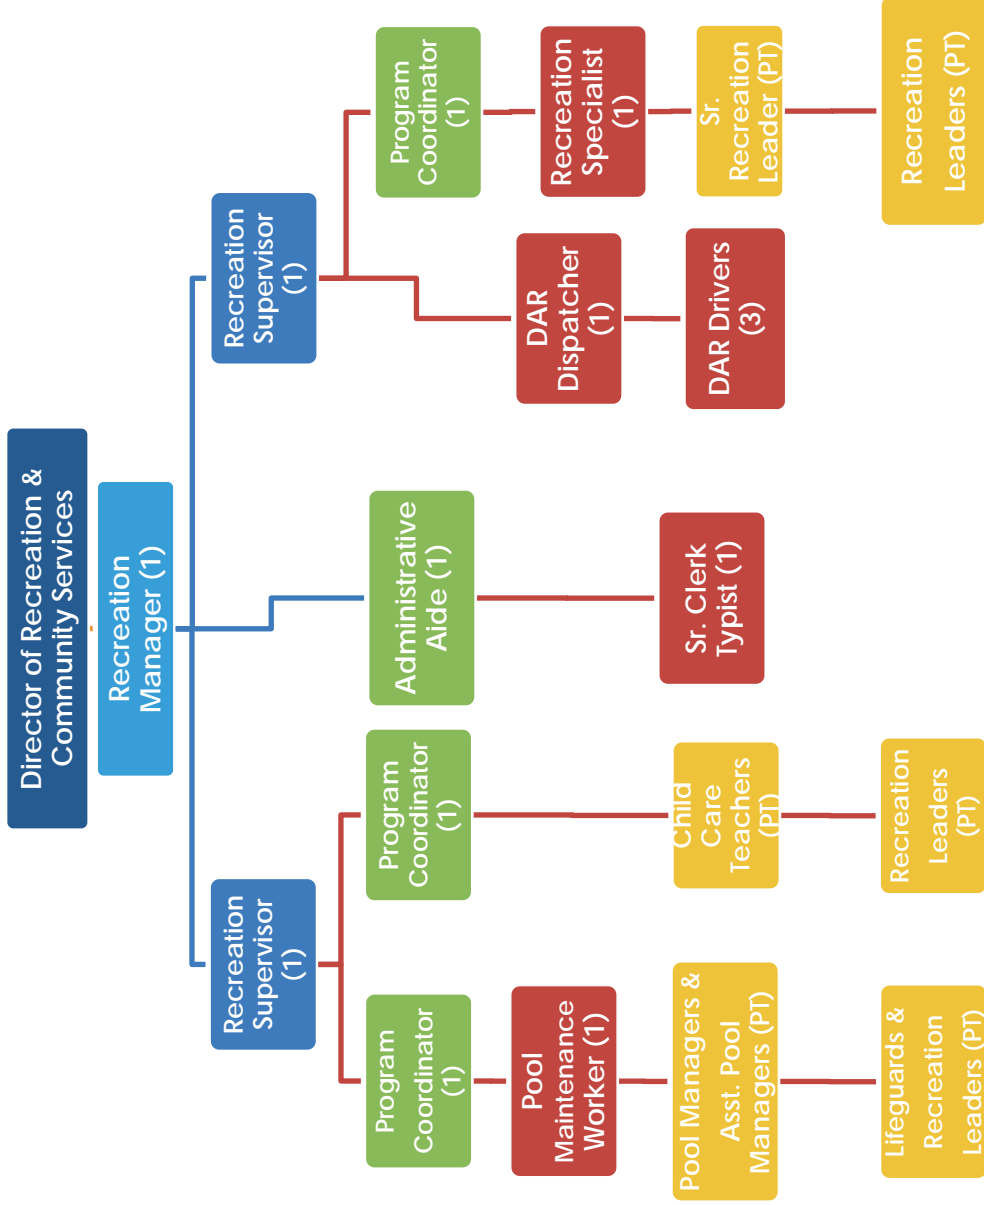 Director of Recreation &
Community Services
Recreation
Manager (1)
Recreation
Supervisor
(1)
Recreation
Supervisor
(1)
Program
Coordinator
(1)
Program
Coordinator
(1)
Administrative
Aide (1)
Program
Coordinator
(1)
Pool
Maintenance
Worker (1)
DAR
Dispatcher
(1)
Recreation
Specialist
(1)
Pool Managers &
Asst. Pool
Managers (PT)
Child
Care
Teachers
(PT)
Sr. Clerk
Typist (1)
DAR Drivers
(3)
Sr.
Recreation
Leader (PT)
Lifeguards &
Recreation
Leaders (PT)
Recreation
Leaders
(PT)
Recreation
Leaders (PT)